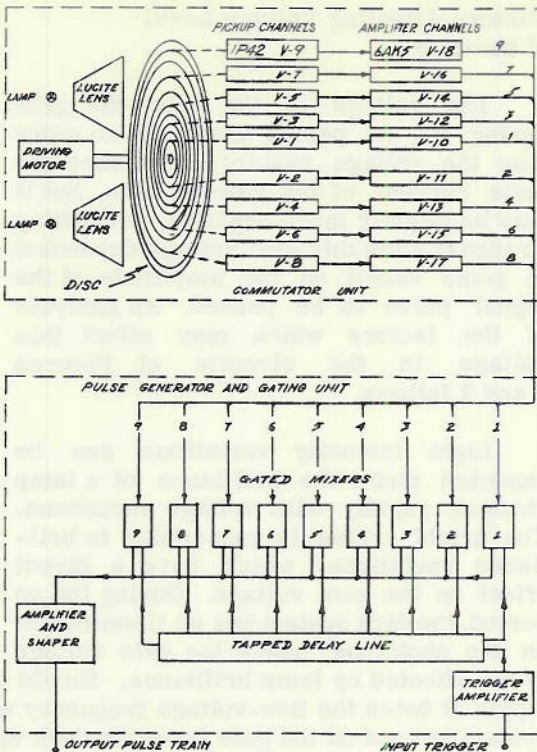 PICKUP CHANNELS AMPLIFIER CHANNELS
1P42 V-9 6AK5 V-18 9
V-7 V-16 7
LAMP LUCITE LENS V-5 V-14 5
V-3 V-12 3
DRIVING MOTOR V-1 V-10 1
V-2 V-11 2
V-4 V-13 4
LAMP LUCITE LENS V-6 V-15 6
V-8 V-17 8
DISC
COMMUTATOR UNIT
PULSE GENERATOR AND GATING UNIT
9 8 7 6 5 4 3 2 1
GATED MIXERS
9 8 7 6 5 4 3 2 1
AMPLIFIER
AND
SHAPER
TAPPED DELAY LINE
TRIGGER
AMPLIFIER
OUTPUT PULSE TRAIN INPUT TRIGGER